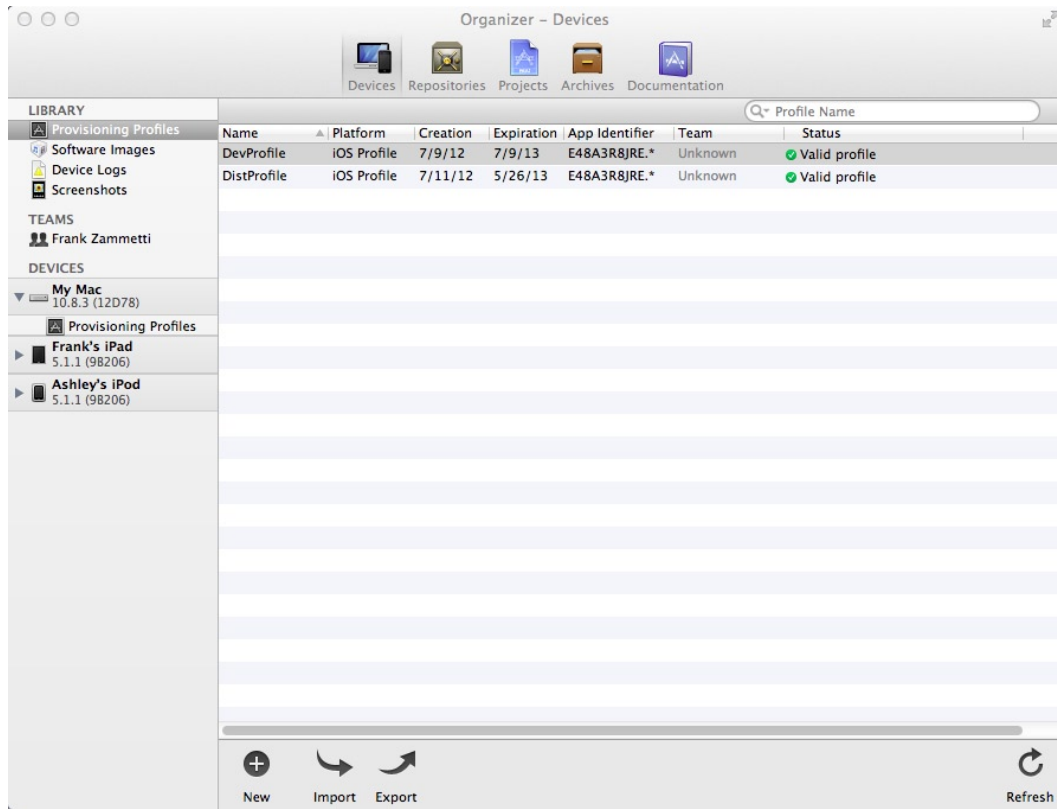 Organizer – Devices
Devices Repositories Projects Archives Documentation
LIBRARY
Provisioning Profiles
Software Images
Device Logs
Screenshots
TEAMS
Frank Zammetti
DEVICES
My Mac
10.8.3 (12D78)
Provisioning Profiles
Frank's iPad
5.1.1 (9B206)
Ashley's iPod
5.1.1 (9B206)
Profile Name
Name Platform Creation Expiration App Identifier Team Status
DevProfile iOS Profile 7/9/12 7/9/13 E48A3R8JRE.* Unknown Valid profile
DistProfile iOS Profile 7/11/12 5/26/13 E48A3R8JRE.* Unknown Valid profile
New Import Export Refresh